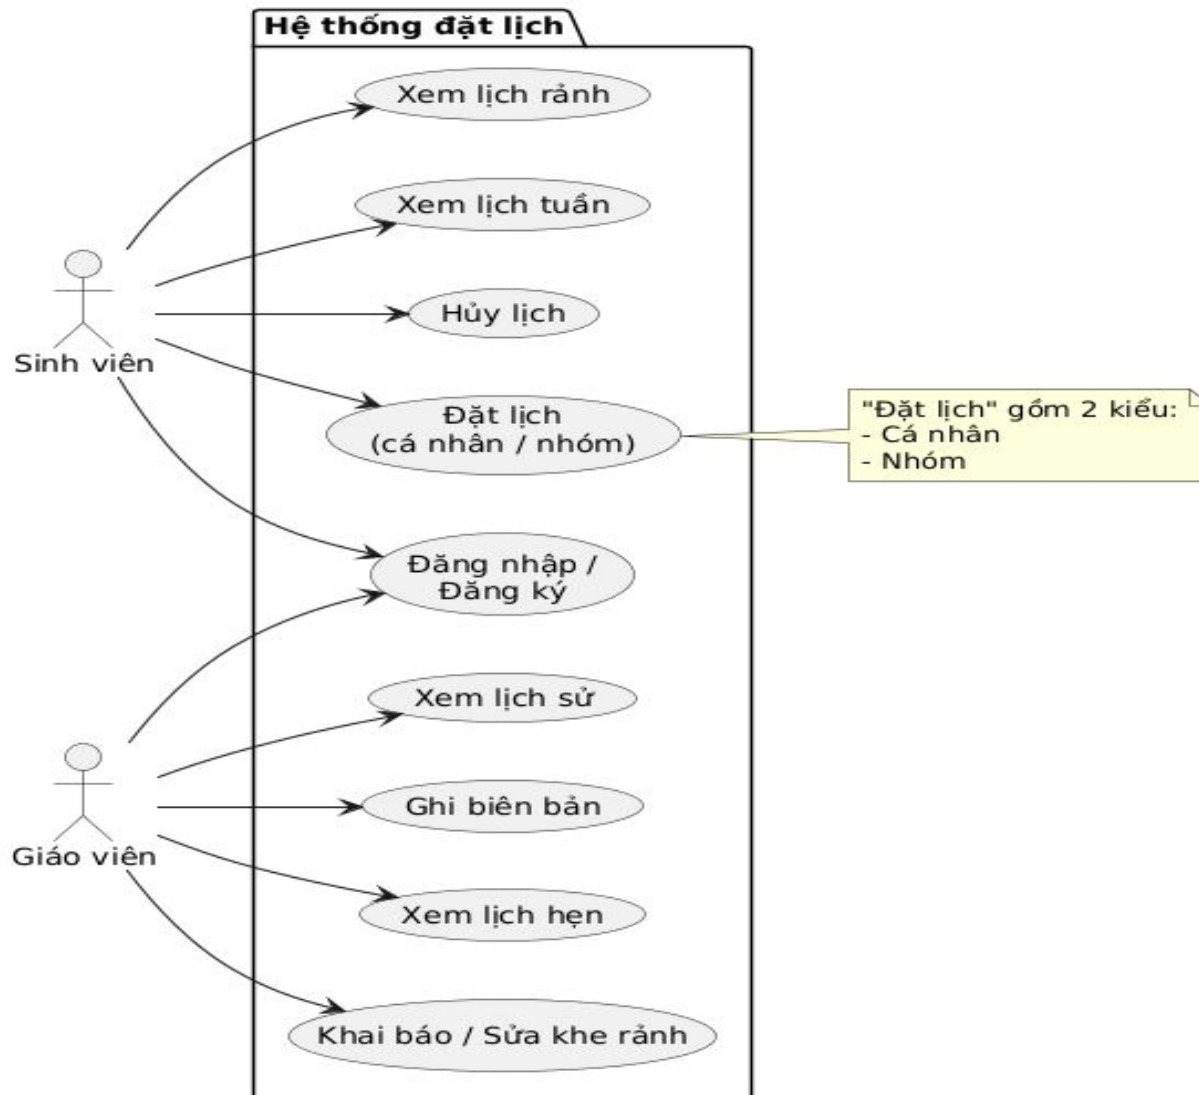 Hệ thống đặt lịch
Xem lịch rảnh
Xem lịch tuần
Hủy lịch
Sinh viên
Đặt lịch
(cá nhân / nhóm)
"Đặt lịch" gồm 2 kiểu:
- Cá nhân
- Nhóm
Đăng nhập /
Đăng ký
Xem lịch sử
Ghi biên bản
Giáo viên
Xem lịch hẹn
Khai báo / Sửa khe rảnh